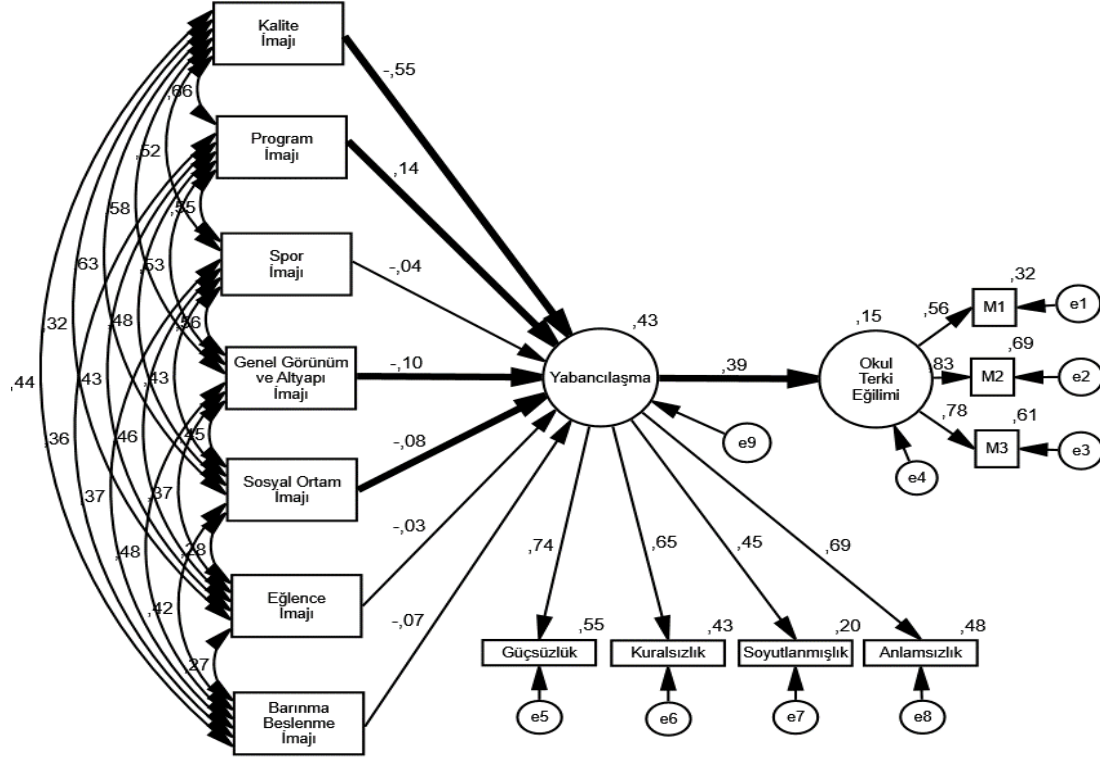 Kalite
İmajı
-,55
,66
Program
İmajı
,14
,52
,58
,55
Spor
İmajı
-,04
,63
,53
,32
,48
,56
Genel Görünüm
ve Altyapı
İmajı
-,10
,44
,43
,43
,36
,46
,45
Sosyal Ortam
İmajı
-,08
,37
,37
,48
,28
Eğlence
İmajı
-,03
,42
,27
Barınma
Beslenme
İmajı
-,07
Yabancılaşma
,43
,39
e9
Okul
Terki
Eğilimi
,15
e4
,56
M1
,32
e1
,83
M2
,69
e2
,78
M3
,61
e3
,74
,65
,45
,69
Güçsüzlük
,55
Kuralsızlık
,43
Soyutlanmışlık
,20
Anlamsızlık
,48
e5
e6
e7
e8